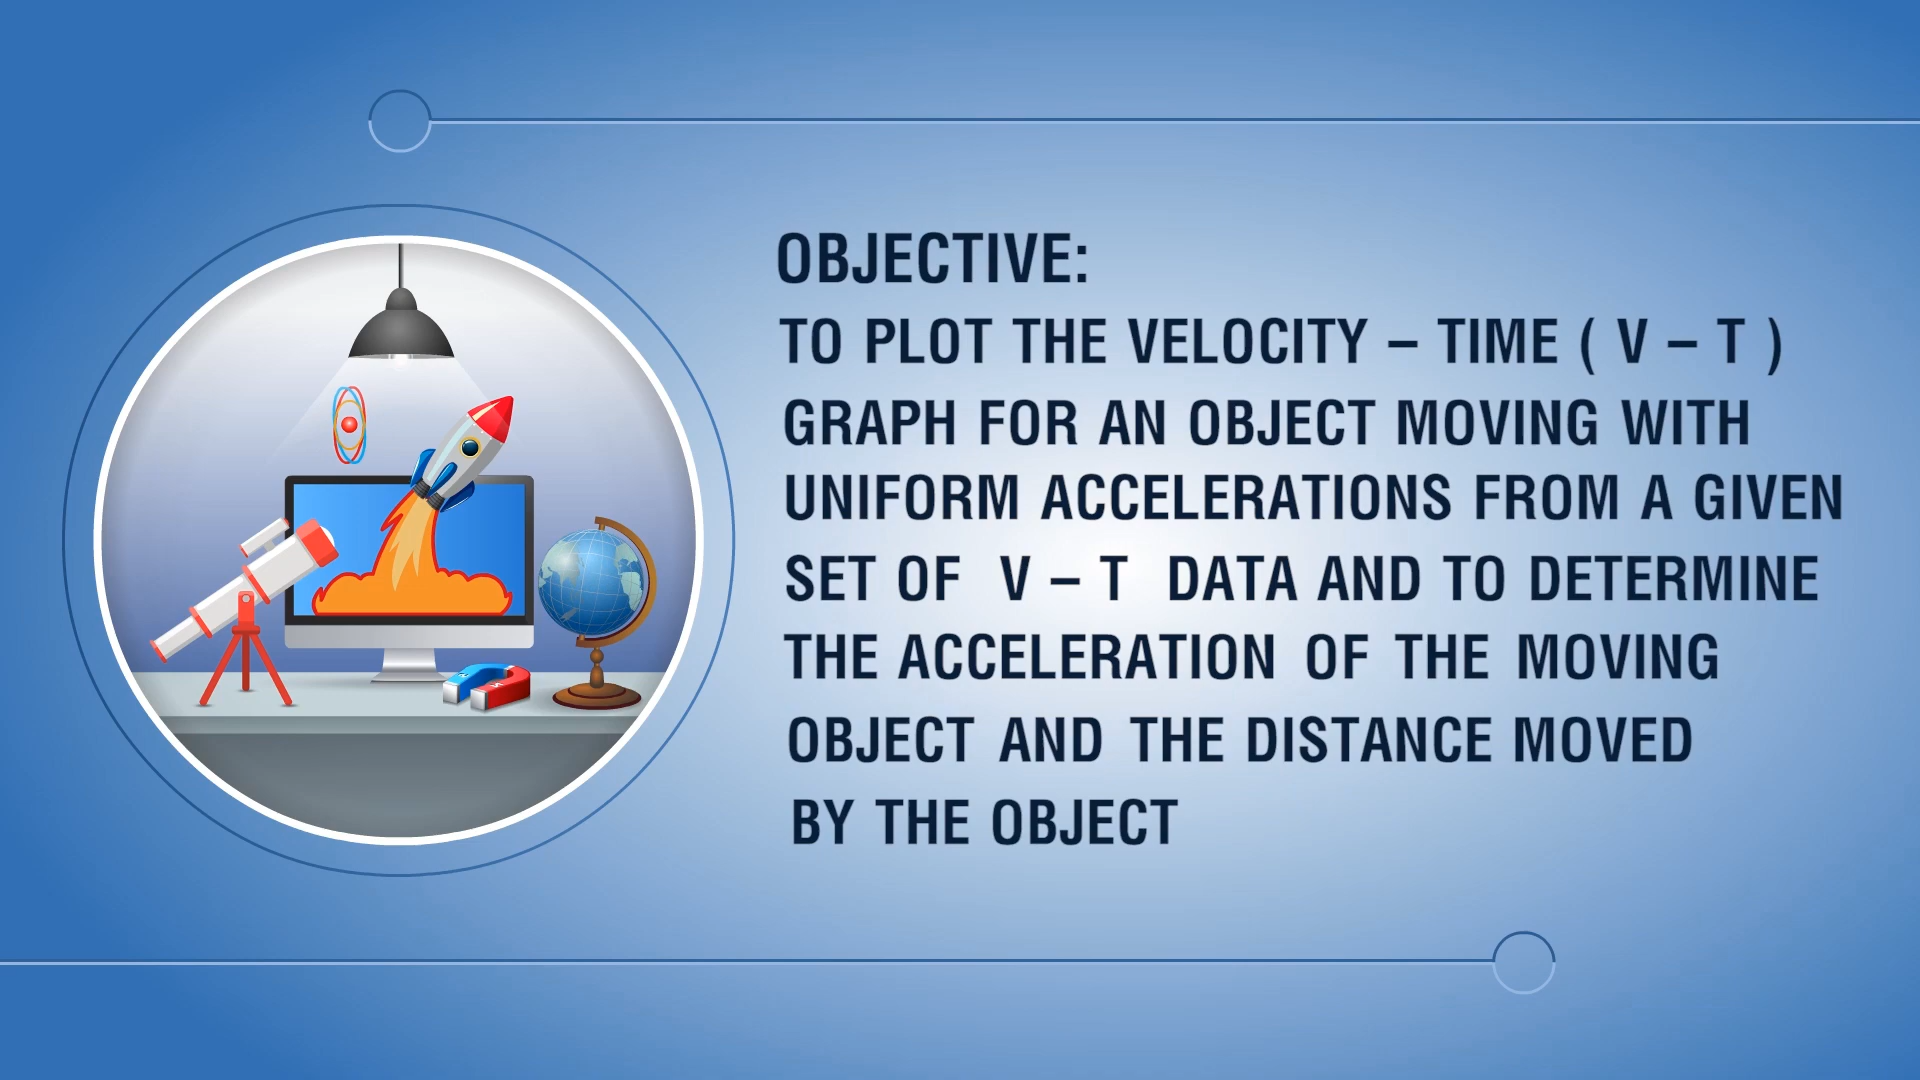 OBJECTIVE:
TO PLOT THE VELOCITY – TIME ( V – T )
GRAPH FOR AN OBJECT MOVING WITH
UNIFORM ACCELERATIONS FROM A GIVEN
SET OF V – T DATA AND TO DETERMINE
THE ACCELERATION OF THE MOVING
OBJECT AND THE DISTANCE MOVED
BY THE OBJECT